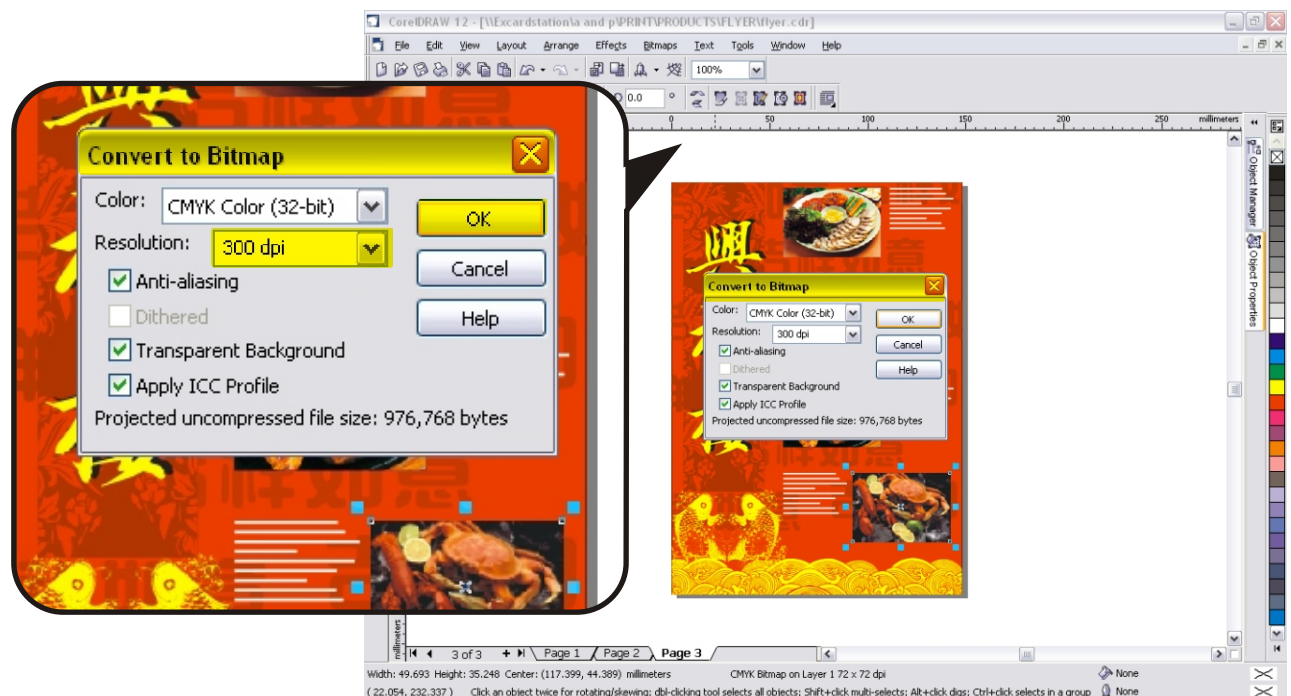 CorelDRAW 12 - [\\Excardstation\a and p\PRINT\PRODUCTS\FLYER\flyer.cdr]
File Edit View Layout Arrange Effects Bitmaps Text Tools Window Help
100%
0.0 °
0 50 100 150 200 250 millimeters
Object Manager
Object Properties
Convert to Bitmap
Color: CMYK Color (32-bit)
OK
Resolution: 300 dpi
Cancel
Anti-aliasing
Help
Dithered
Transparent Background
Apply ICC Profile
Projected uncompressed file size: 976,768 bytes
如意
興
Convert to Bitmap
Color: CMYK Color (32-bit)
OK
Resolution: 300 dpi
Cancel
Anti-aliasing
Help
Dithered
Transparent Background
Apply ICC Profile
Projected uncompressed file size: 976,768 bytes
祥如意
millimeters
3 of 3 Page 1 Page 2 Page 3
Width: 49.693 Height: 35.248 Center: (117.399, 44.389) millimeters CMYK Bitmap on Layer 1 72 x 72 dpi None
( 22.054, 232.337 ) Click an object twice for rotating/skewing; dbl-clicking tool selects all objects; Shift+click multi-selects; Alt+click digs; Ctrl+click selects in a group None